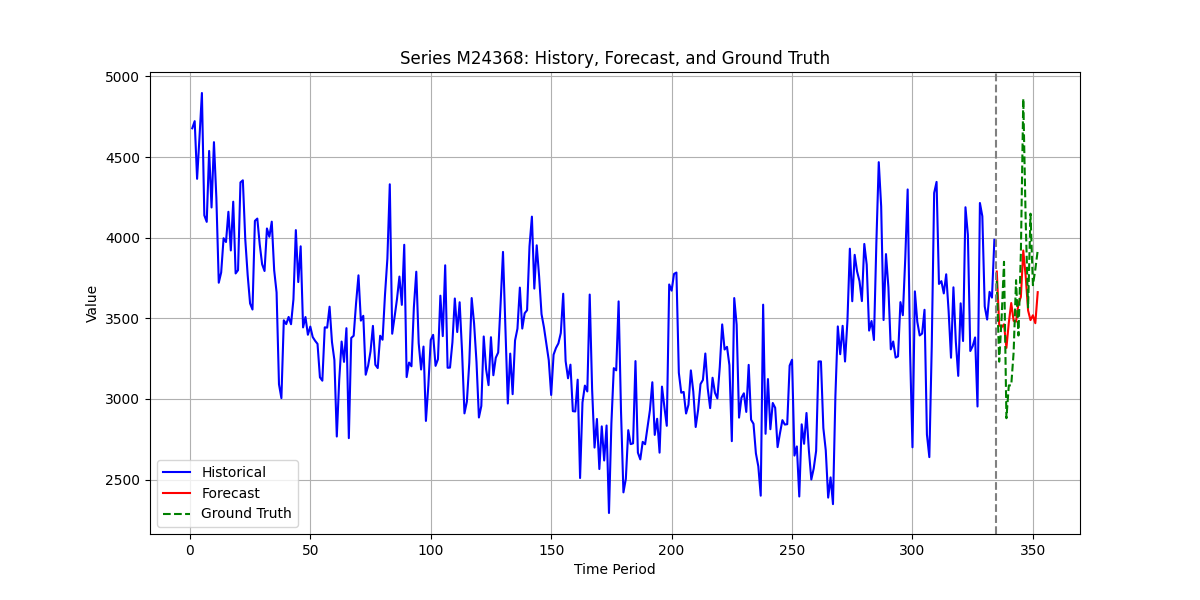 Series M24368: History, Forecast, and Ground Truth
5000
4500
4000
3500
3000
2500
Value
Historical
Forecast
Ground Truth
0 50 100 150 200 250 300 350
Time Period